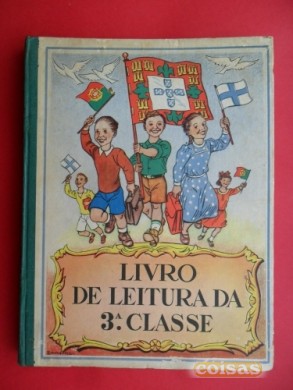 LIVRO
DE LEITURA DA
3.ª CLASSE
coisas